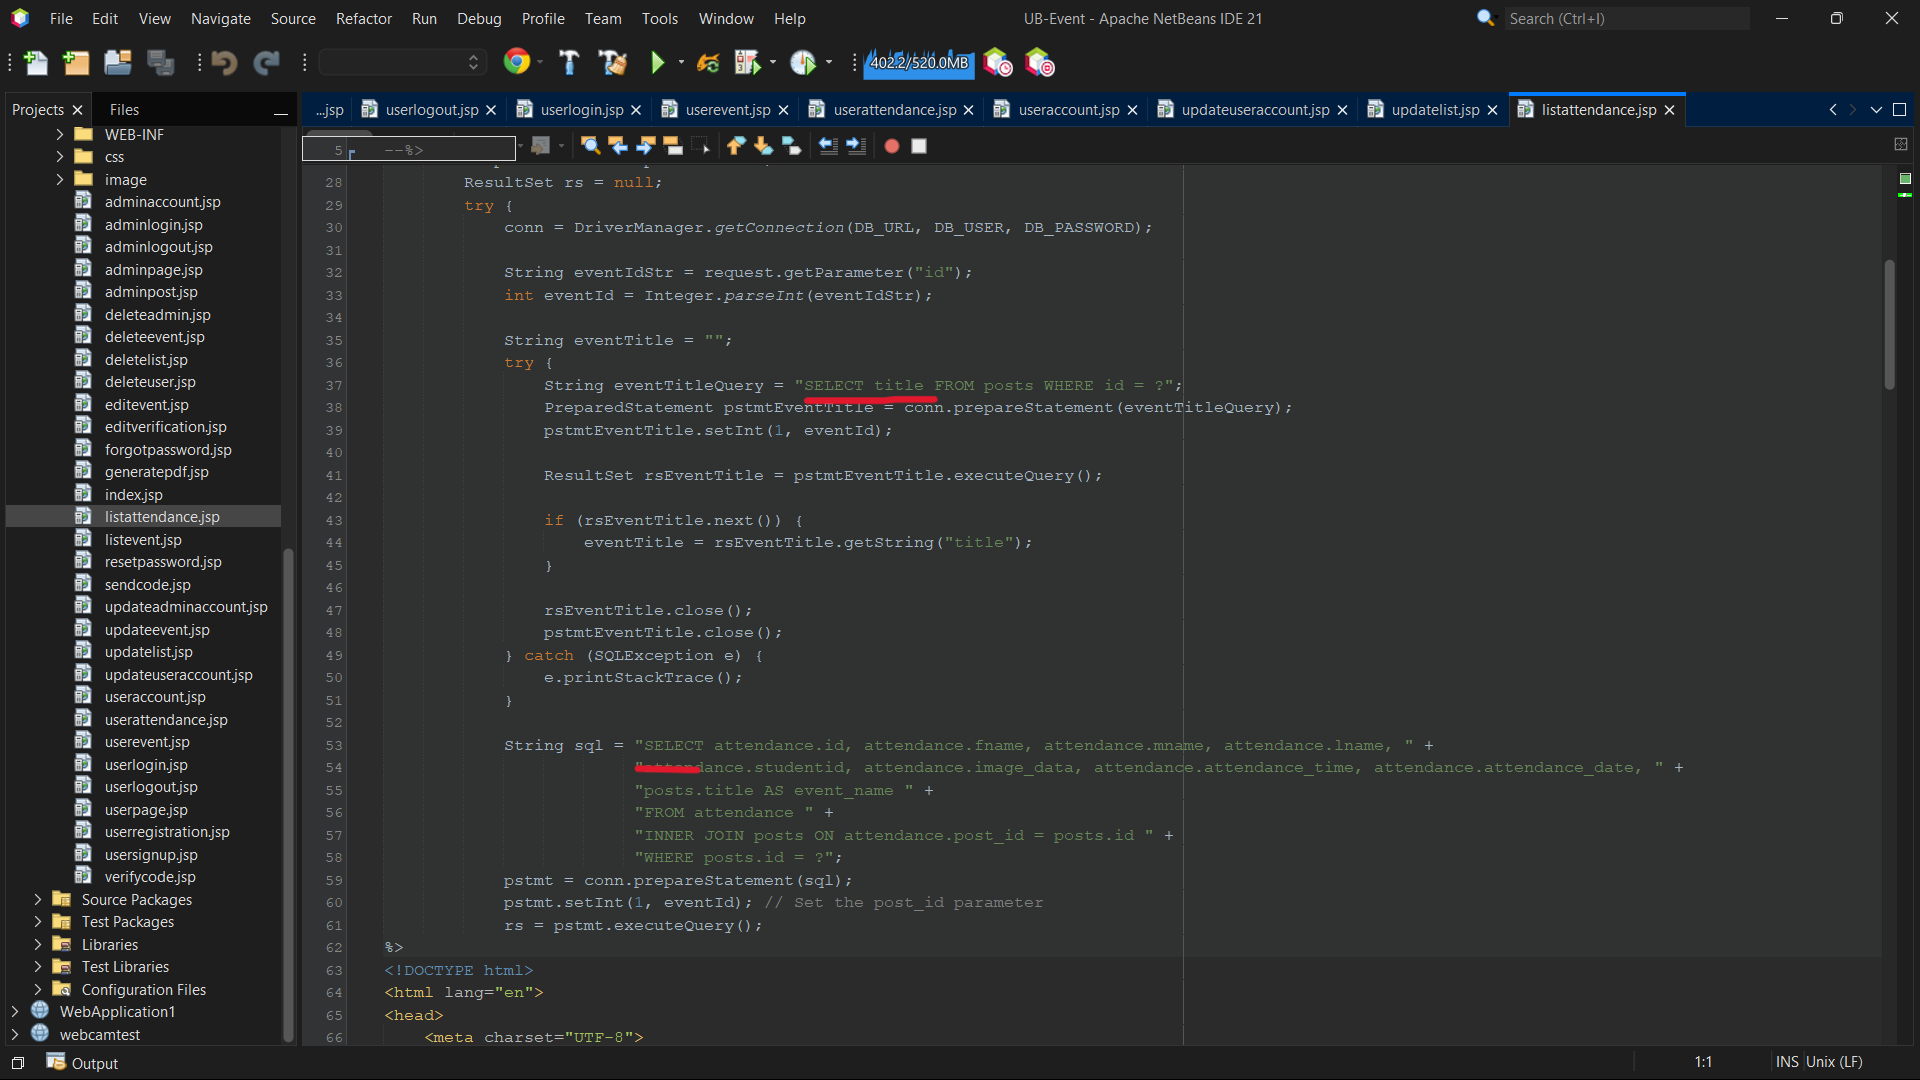 File Edit View Navigate Source Refactor Run Debug Profile Team Tools Window Help
UB-Event - Apache NetBeans IDE 21
Search (Ctrl+I)
402.2/520.0MB
Projects
Files
...jsp
userlogout.jsp
userlogin.jsp
userevent.jsp
userattendance.jsp
useraccount.jsp
updateuseraccount.jsp
updatelist.jsp
listattendance.jsp
WEB-INF
css
image
adminaccount.jsp
adminlogin.jsp
adminlogout.jsp
adminpage.jsp
adminpost.jsp
deleteadmin.jsp
deleteevent.jsp
deletelist.jsp
deleteuser.jsp
editevent.jsp
editverification.jsp
forgotpassword.jsp
generatepdf.jsp
index.jsp
listattendance.jsp
listevent.jsp
resetpassword.jsp
sendcode.jsp
updateadminaccount.jsp
updateevent.jsp
updatelist.jsp
updateuseraccount.jsp
useraccount.jsp
userattendance.jsp
userevent.jsp
userlogin.jsp
userlogout.jsp
userpage.jsp
userregistration.jsp
usersignup.jsp
verifycode.jsp
Source Packages
Test Packages
Libraries
Test Libraries
Configuration Files
WebApplication1
webcamtest
5 --%>
28 ResultSet rs = null;
29 try {
30 conn = DriverManager.getConnection(DB_URL, DB_USER, DB_PASSWORD);
31
32 String eventIdStr = request.getParameter("id");
33 int eventId = Integer.parseInt(eventIdStr);
34
35 String eventTitle = "";
36 try {
37 String eventTitleQuery = "SELECT title FROM posts WHERE id = ?";
38 PreparedStatement pstmtEventTitle = conn.prepareStatement(eventTitleQuery);
39 pstmtEventTitle.setInt(1, eventId);
40
41 ResultSet rsEventTitle = pstmtEventTitle.executeQuery();
42
43 if (rsEventTitle.next()) {
44 eventTitle = rsEventTitle.getString("title");
45 }
46
47 rsEventTitle.close();
48 pstmtEventTitle.close();
49 } catch (SQLException e) {
50 e.printStackTrace();
51 }
52
53 String sql = "SELECT attendance.id, attendance.fname, attendance.mname, attendance.lname, " +
54 "attendance.studentid, attendance.image_data, attendance.attendance_time, attendance.attendance_date, " +
55 "posts.title AS event_name " +
56 "FROM attendance " +
57 "INNER JOIN posts ON attendance.post_id = posts.id " +
58 "WHERE posts.id = ?";
59 pstmt = conn.prepareStatement(sql);
60 pstmt.setInt(1, eventId); // Set the post_id parameter
61 rs = pstmt.executeQuery();
62 %>
63 <!DOCTYPE html>
64 <html lang="en">
65 <head>
66 <meta charset="UTF-8">
Output
1:1
INS
Unix (LF)